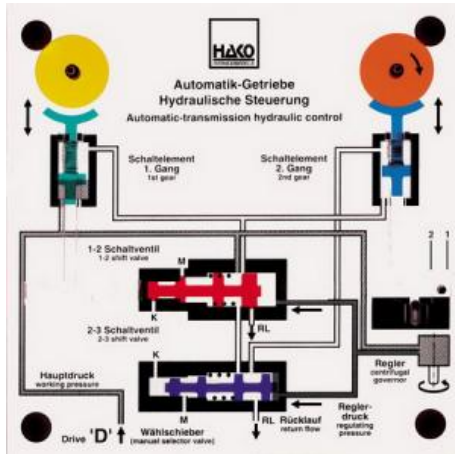 HAKO
Automatik-Getriebe
Hydraulische Steuerung
Automatic-transmission hydraulic control
Schaltelement
1. Gang
1st gear
Schaltelement
2. Gang
2nd gear
2 1
1-2 Schaltventil
1-2 shift valve
M
K
RL
2-3 Schaltventil
2-3 shift valve
K
M
RL
Regler
centrifugal
governor
Hauptdruck
working pressure
Regler-
druck
regulating
pressure
Rücklauf
return flow
Wählschieber
(manual selector valve)
Drive 'D'